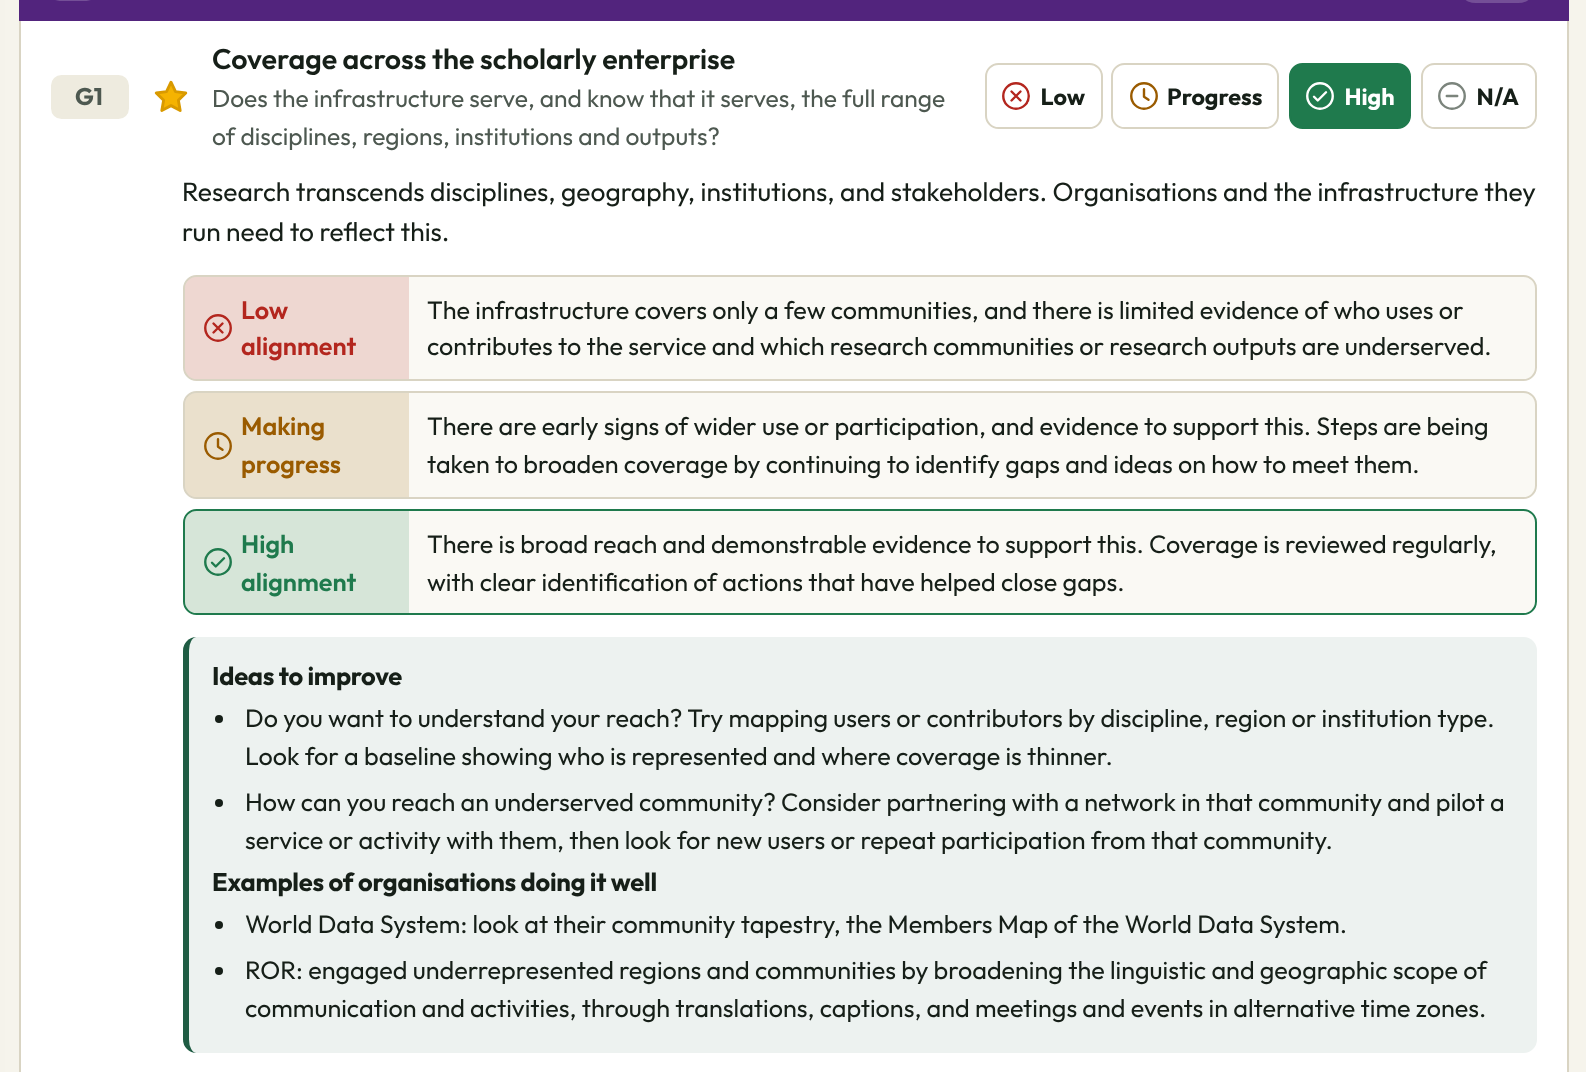 G1
Coverage across the scholarly enterprise
Does the infrastructure serve, and know that it serves, the full range
of disciplines, regions, institutions and outputs?
Low
Progress
High
N/A
Research transcends disciplines, geography, institutions, and stakeholders. Organisations and the infrastructure they
run need to reflect this.
Low
alignment
The infrastructure covers only a few communities, and there is limited evidence of who uses or
contributes to the service and which research communities or research outputs are underserved.
Making
progress
There are early signs of wider use or participation, and evidence to support this. Steps are being
taken to broaden coverage by continuing to identify gaps and ideas on how to meet them.
High
alignment
There is broad reach and demonstrable evidence to support this. Coverage is reviewed regularly,
with clear identification of actions that have helped close gaps.
Ideas to improve
• Do you want to understand your reach? Try mapping users or contributors by discipline, region or institution type.
Look for a baseline showing who is represented and where coverage is thinner.
• How can you reach an underserved community? Consider partnering with a network in that community and pilot a
service or activity with them, then look for new users or repeat participation from that community.
Examples of organisations doing it well
• World Data System: look at their community tapestry, the Members Map of the World Data System.
• ROR: engaged underrepresented regions and communities by broadening the linguistic and geographic scope of
communication and activities, through translations, captions, and meetings and events in alternative time zones.